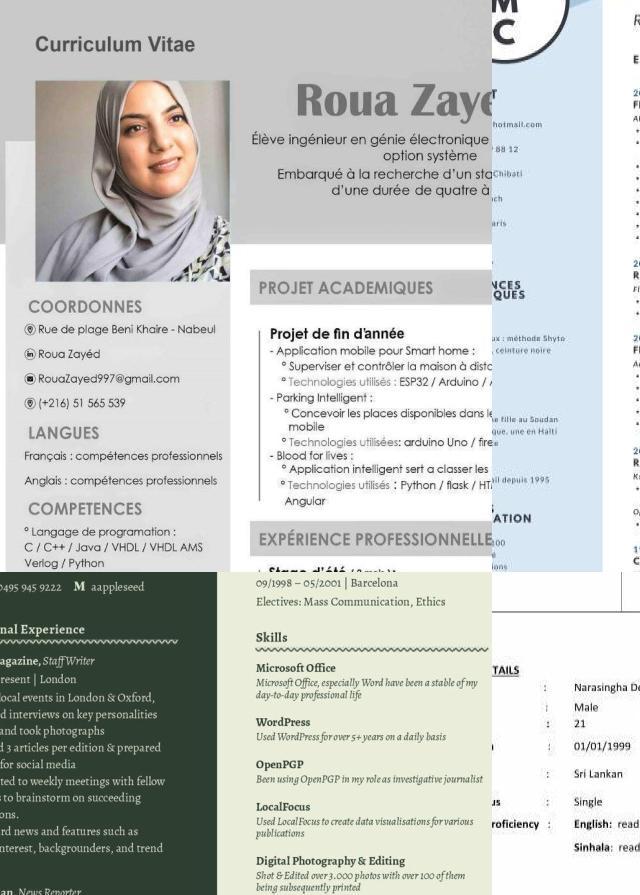 Curriculum Vitae
Roua Zayé
Élève ingénieur en génie électronique
option système
Embarqué à la recherche d'un sta
d'une durée de quatre à
COORDONNES
Rue de plage Beni Khaire - Nabeul
Roua Zayéd
RouaZayed997@gmail.com
(+216) 51 565 539
LANGUES
Français : compétences professionnels
Anglais : compétences professionnels
COMPETENCES
° Langage de programation :
C / C++ / Java / VHDL / VHDL AMS
Verlog / Python
PROJET ACADEMIQUES
Projet de fin d'année
- Application mobile pour Smart home :
° Superviser et contrôler la maison à dist
° Technologies utilisés : ESP32 / Arduino /
- Parking Intelligent :
° Concevoir les places disponibles dans le
mobile
° Technologies utilisées: arduino Uno / fire
- Blood for lives :
° Application intelligent sert a classer les
° Technologies utilisés : Python / flask / HT
Angular
EXPÉRIENCE PROFESSIONNELLE
Stage d'été
M
C
T
hotmail.com
88 12
Chibati
ch
aris
NCES
QUES
ux : méthode Shyto
ceinture noire
ne fille au Soudan
que, une en Haïti
il depuis 1995
ATION
00
ions
R
E
0495 945 9222 M aappleseed
nal Experience
agazine, Staff Writer
resent | London
local events in London & Oxford,
d interviews on key personalities
and took photographs
d 3 articles per edition & prepared
for social media
ted to weekly meetings with fellow
s to brainstorm on succeeding
ons.
rd news and features such as
nterest, backgrounders, and trend
an, News Reporter
09/1998 – 05/2001 | Barcelona
Electives: Mass Communication, Ethics
Skills
Microsoft Office
Microsoft Office, especially Word have been a stable of my
day-to-day professional life
WordPress
Used WordPress for over 5+ years on a daily basis
OpenPGP
Been using OpenPGP in my role as investigative journalist
LocalFocus
Used LocalFocus to create data visualisations for various
publications
Digital Photography & Editing
Shot & Edited over 3.000 photos with over 100 of them
being subsequently printed
TAILS
: Narasingha De
: Male
: 21
: 01/01/1999
: Sri Lankan
us : Single
roficiency : English: read
Sinhala: read